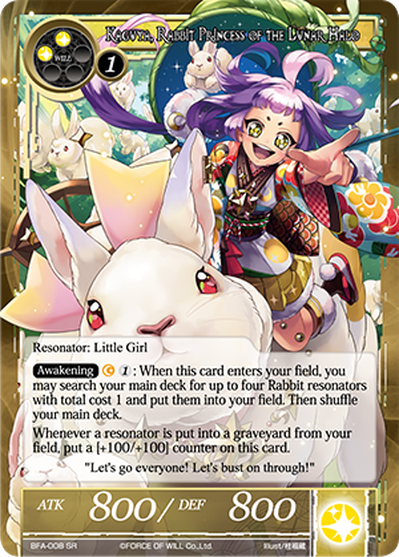 Kaguya, Rabbit Princess of the Lunar Halo
WILL
1
Resonator: Little Girl
Awakening 1 : When this card enters your field, you
may search your main deck for up to four Rabbit resonators
with total cost 1 and put them into your field. Then shuffle
your main deck.
Whenever a resonator is put into a graveyard from your
field, put a [+100/+100] counter on this card.
"Let's go everyone! Let's bust on through!"
ATK 800 / DEF 800
BFA-008 SR ©FORCE OF WILL Co.,Ltd. Illust/